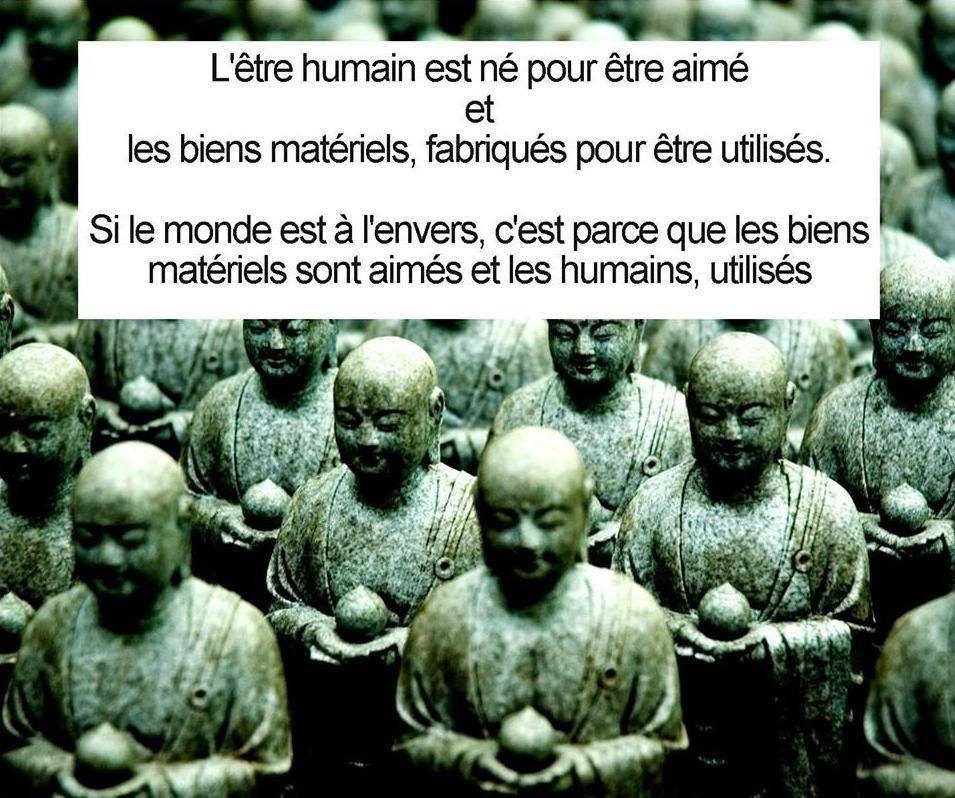 L'être humain est né pour être aimé
et
les biens matériels, fabriqués pour être utilisés.
Si le monde est à l'envers, c'est parce que les biens
matériels sont aimés et les humains, utilisés